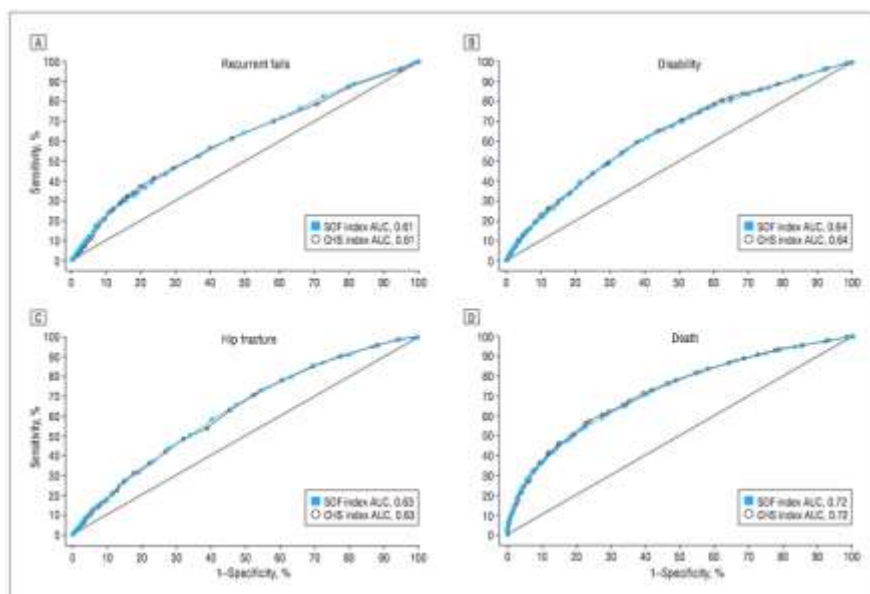 A
Recurrent falls
100
90
80
70
60
50
40
30
20
10
0
Sensitivity, %
SOF index AUC, 0.61
CHS index AUC, 0.61
0 10 20 30 40 50 60 70 80 90 100
B
Disability
100
90
80
70
60
50
40
30
20
10
0
SOF index AUC, 0.64
CHS index AUC, 0.64
0 10 20 30 40 50 60 70 80 90 100
C
Hip fracture
100
90
80
70
60
50
40
30
20
10
0
Sensitivity, %
SOF index AUC, 0.63
CHS index AUC, 0.63
0 10 20 30 40 50 60 70 80 90 100
1–Specificity, %
D
Death
100
90
80
70
60
50
40
30
20
10
0
SOF index AUC, 0.72
CHS index AUC, 0.72
0 10 20 30 40 50 60 70 80 90 100
1–Specificity, %